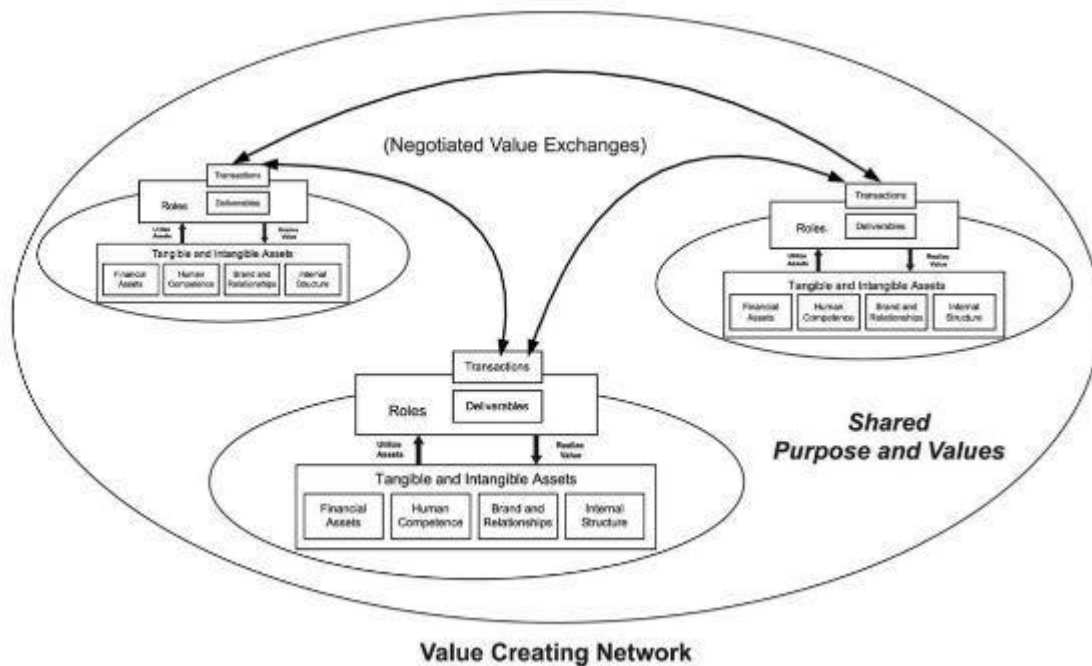 (Negotiated Value Exchanges)
Transactions
Roles
Deliverables
Utilize
Assets
Realize
Value
Tangible and Intangible Assets
Financial
Assets
Human
Competence
Brand and
Relationships
Internal
Structure
Transactions
Roles
Deliverables
Utilize
Assets
Realize
Value
Tangible and Intangible Assets
Financial
Assets
Human
Competence
Brand and
Relationships
Internal
Structure
Transactions
Roles
Deliverables
Utilize
Assets
Realize
Value
Tangible and Intangible Assets
Financial
Assets
Human
Competence
Brand and
Relationships
Internal
Structure
Shared
Purpose and Values
Value Creating Network